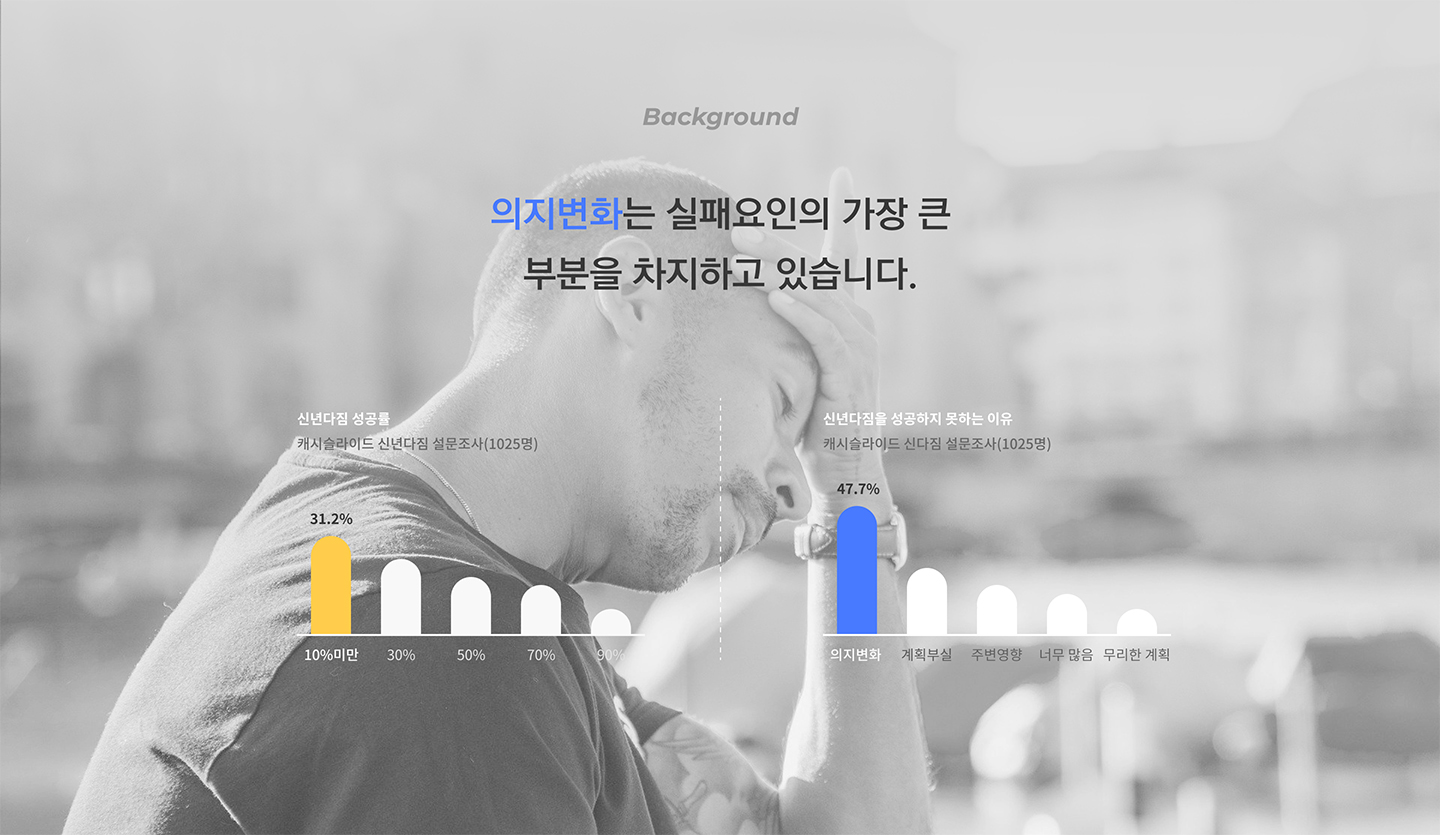 Background
의지변화는 실패요인의 가장 큰
부분을 차지하고 있습니다.
신년다짐 성공률
캐시슬라이드 신년다짐 설문조사(1025명)
31.2%
10%미만 30% 50% 70% 90%
신년다짐을 성공하지 못하는 이유
캐시슬라이드 신다짐 설문조사(1025명)
47.7%
의지변화 계획부실 주변영향 너무 많음 무리한 계획